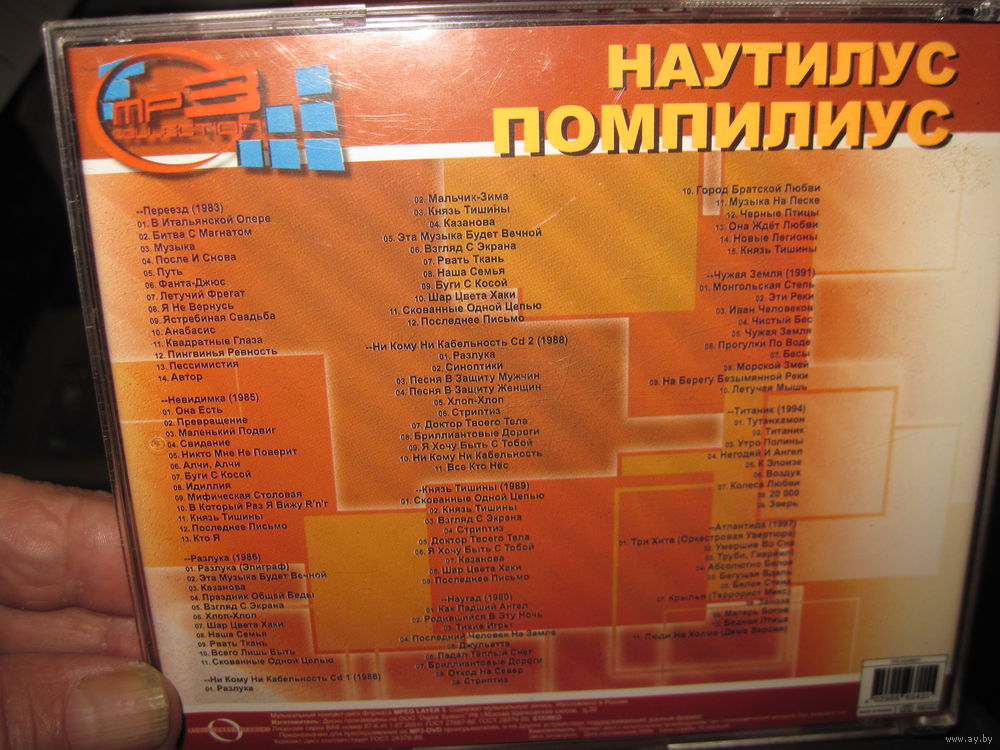 MP3
COLLECTION
НАУТИЛУС
ПОМПИЛИУС
--Переезд (1983)
01. В Итальянской Опере
02. Битва С Магнатом
03. Музыка
04. После И Снова
05. Путь
06. Фанта-Джюс
07. Летучий Фрегат
08. Я Не Вернусь
09. Ястребиная Свадьба
10. Анабасис
11. Квадратные Глаза
12. Пингвинья Ревность
13. Пессимистия
14. Автор
--Невидимка (1985)
01. Она Есть
02. Превращение
03. Маленький Подвиг
04. Свидание
05. Никто Мне Не Поверит
06. Алчи, Алчи
07. Буги С Косой
08. Идиллия
09. Мифическая Столовая
10. В Который Раз Я Вижу R'n'r
11. Князь Тишины
12. Последнее Письмо
13. Кто Я
--Разлука (1986)
01. Разлука (Эпиграф)
02. Эта Музыка Будет Вечной
03. Казанова
04. Праздник Общей Беды
05. Взгляд С Экрана
06. Хлоп-Хлоп
07. Шар Цвета Хаки
08. Наша Семья
09. Рвать Ткань
10. Всего Лишь Быть
11. Скованные Одной Целью
--Ни Кому Ни Кабельность Cd 1 (1988)
01. Разлука
02. Мальчик-Зима
03. Князь Тишины
04. Казанова
05. Эта Музыка Будет Вечной
06. Взгляд С Экрана
07. Рвать Ткань
08. Наша Семья
09. Буги С Косой
10. Шар Цвета Хаки
11. Скованные Одной Цепью
12. Последнее Письмо
--Ни Кому Ни Кабельность Cd 2 (1988)
01. Разлука
02. Синоптики
03. Песня В Защиту Мужчин
04. Песня В Защиту Женщин
05. Хлоп-Хлоп
06. Стриптиз
07. Доктор Твоего Тела
08. Бриллиантовые Дороги
09. Я Хочу Быть С Тобой
10. Ни Кому Ни Кабельность
11. Все Кто Нёс
--Князь Тишины (1989)
01. Скованные Одной Цепью
02. Князь Тишины
03. Взгляд С Экрана
04. Стриптиз
05. Доктор Твоего Тела
06. Я Хочу Быть С Тобой
07. Казанова
08. Шар Цвета Хаки
09. Последнее Письмо
--Наугад (1990)
01. Как Падший Ангел
02. Родившийся В Эту Ночь
03. Тихие Игры
04. Последний Человек На Земле
05. Джульетта
06. Падал Тёплый Снег
07. Бриллиантовые Дороги
08. Отход На Север
09. Стриптиз
10. Город Братской Любви
11. Музыка На Песке
12. Черные Птицы
13. Она Ждёт Любви
14. Новые Легионы
15. Князь Тишины
--Чужая Земля (1991)
01. Монгольская Степь
02. Эти Реки
03. Иван Человеков
04. Чистый Бес
05. Чужая Земля
06. Прогулки По Воде
07. Бесы
08. Морской Змей
09. На Берегу Безымянной Реки
10. Летучая Мышь
--Титаник (1994)
01. Тутанхамон
02. Титаник
03. Утро Полины
04. Негодяй И Ангел
05. К Элоизе
06. Воздух
07. Колеса Любви
08. 20 000
09. Зверь
--Атлантида (1997)
01. Три Хита (Оркестровая Увертюра)
02. Умершие Во Сне
03. Труби, Гавриил
04. Абсолютно Белое
05. Бегущая Вдаль
06. Белая Стена
07. Крылья (Террорист Микс)
08. Заноза
10. Матерь Богов
Бедная Птица
11. Люди На Холме (Демо Версия)
Музыкальный компакт-диск формата MPEG LAYER 3.
www.ay.by